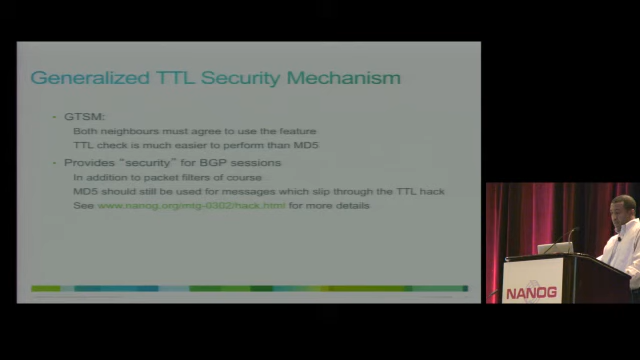 Generalized TTL Security Mechanism
· GTSM:
Both neighbours must agree to use the feature
TTL check is much easier to perform than MD5
· Provides “security” for BGP sessions
In addition to packet filters of course
MD5 should still be used for messages which slip through the TTL hack
See www.nanog.org/mtg-0302/hack.html for more details
NANOG